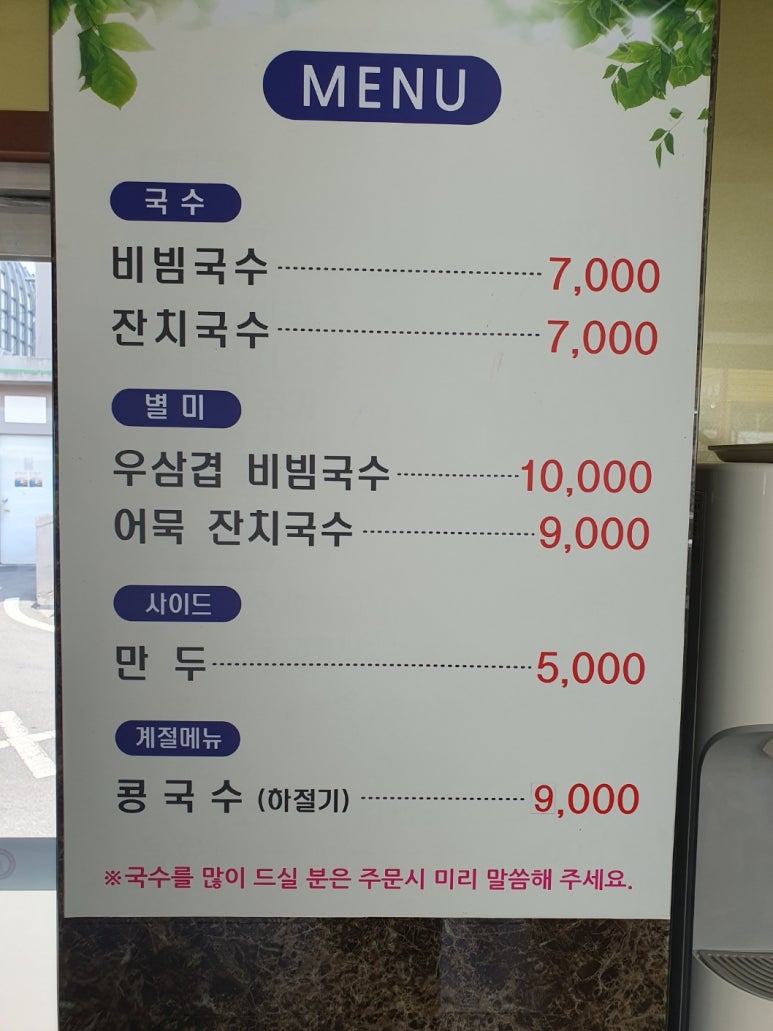 MENU
국 수
비빔국수 7,000
잔치국수 7,000
별 미
우삼겹 비빔국수 10,000
어묵 잔치국수 9,000
사이드
만 두 5,000
계절메뉴
콩 국 수 (하절기) 9,000
※국수를 많이 드실 분은 주문시 미리 말씀해 주세요.